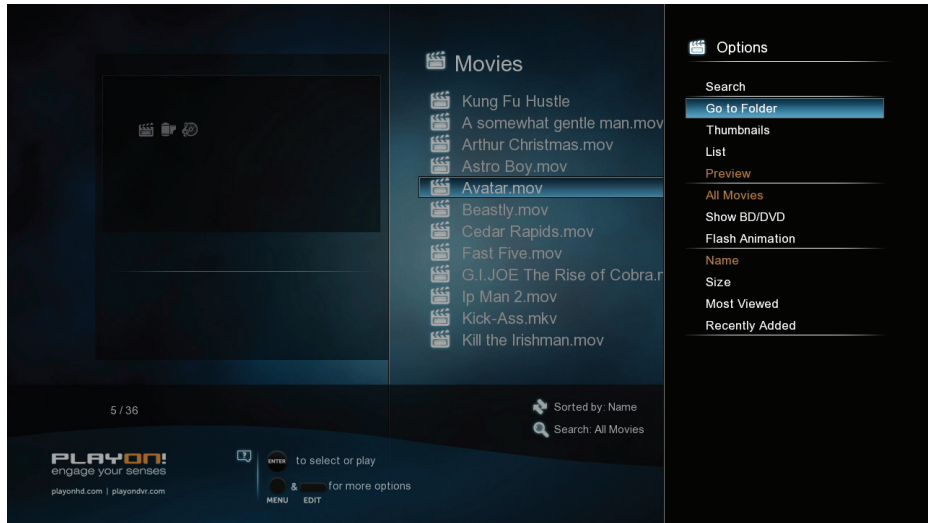 Movies
Kung Fu Hustle
A somewhat gentle man.mov
Arthur Christmas.mov
Astro Boy.mov
Avatar.mov
Beastly.mov
Cedar Rapids.mov
Fast Five.mov
G.I.JOE The Rise of Cobra.r
Ip Man 2.mov
Kick-Ass.mkv
Kill the Irishman.mov
Options
Search
Go to Folder
Thumbnails
List
Preview
All Movies
Show BD/DVD
Flash Animation
Name
Size
Most Viewed
Recently Added
5 / 36
Sorted by: Name
Search: All Movies
PLAYON!
engage your senses
playonhd.com | playondvr.com
?
ENTER to select or play
& for more options
MENU EDIT